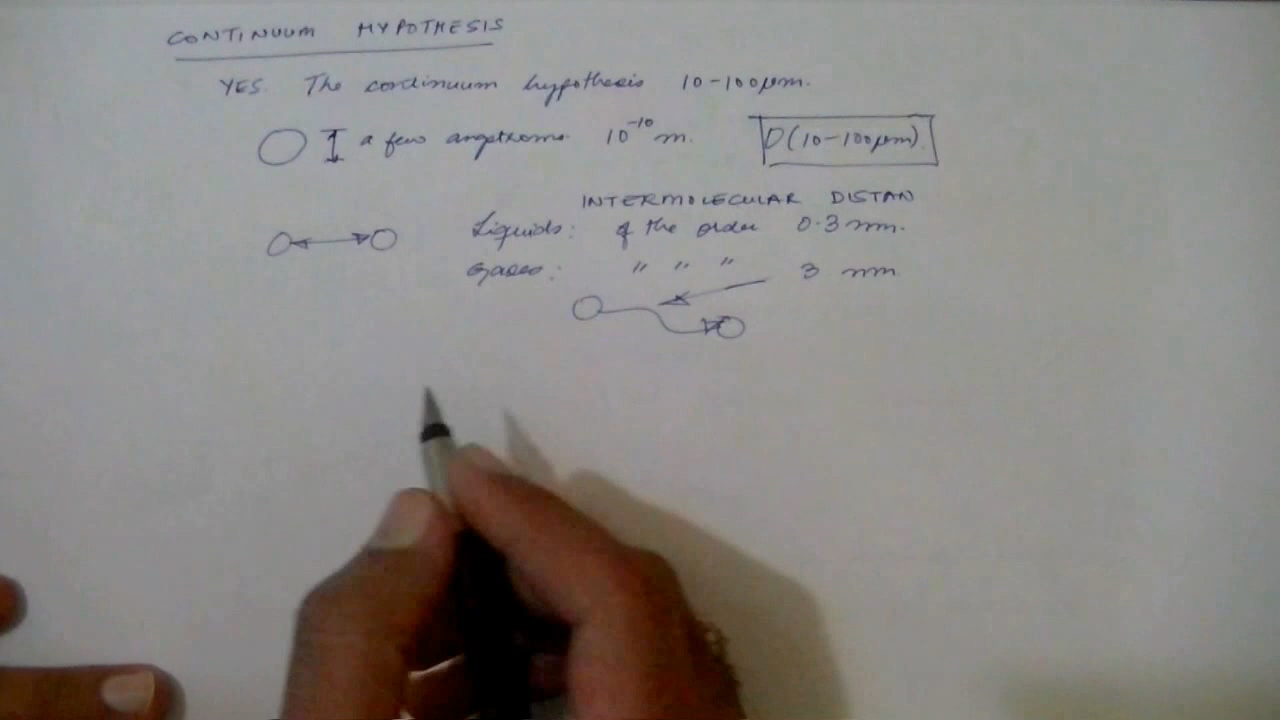 CONTINUUM HYPOTHESIS
YES. The continuum hypothesis 10-100μm.
a few angstroms 10⁻¹⁰ m. O(10-100μm).
INTERMOLECULAR DISTAN
Liquids: of the order 0.3 nm.
Gases: " " " 3 nm